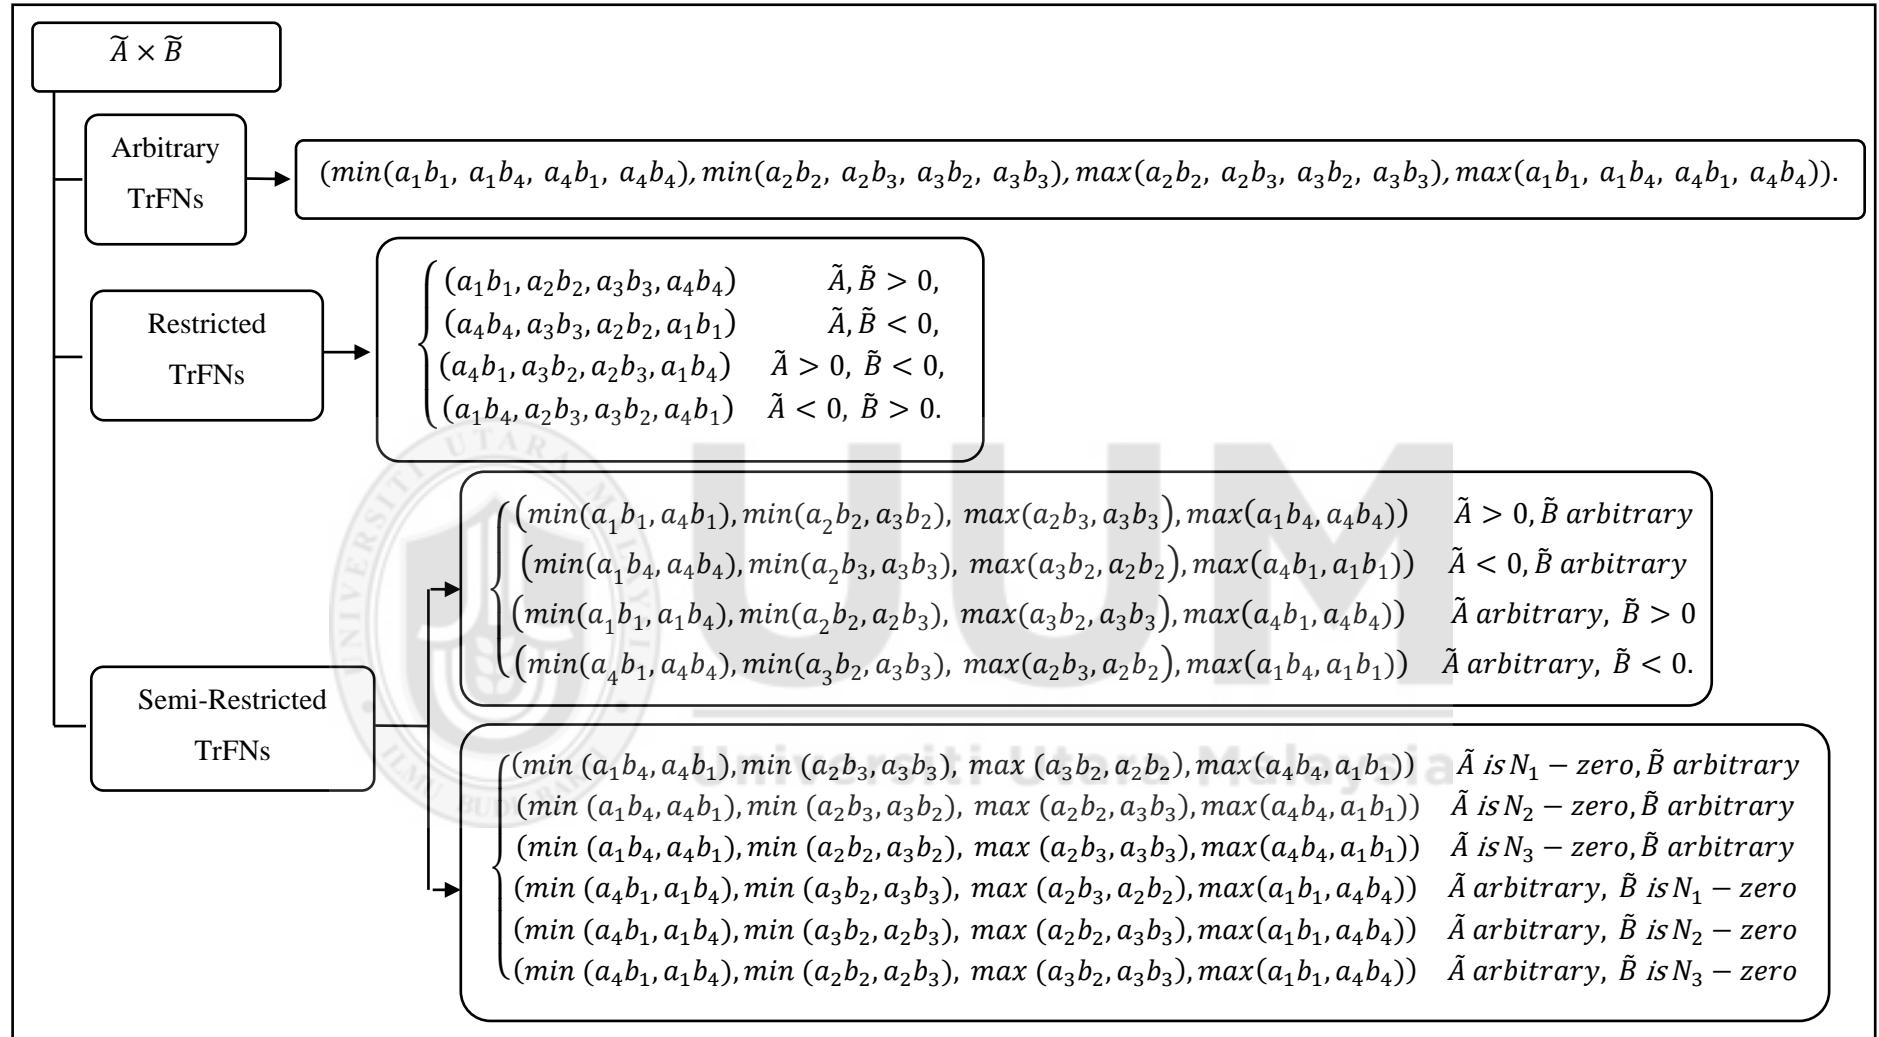 Ã × B̃
Arbitrary
TrFNs
(min(a₁b₁, a₁b₄, a₄b₁, a₄b₄), min(a₂b₂, a₂b₃, a₃b₂, a₃b₃), max(a₂b₂, a₂b₃, a₃b₂, a₃b₃), max(a₁b₁, a₁b₄, a₄b₁, a₄b₄)).
Restricted
TrFNs
(a₁b₁, a₂b₂, a₃b₃, a₄b₄) Ã, B̃ > 0,
(a₄b₄, a₃b₃, a₂b₂, a₁b₁) Ã, B̃ < 0,
(a₄b₁, a₃b₂, a₂b₃, a₁b₄) Ã > 0, B̃ < 0,
(a₁b₄, a₂b₃, a₃b₂, a₄b₁) Ã < 0, B̃ > 0.
Semi-Restricted
TrFNs
(min(a₁b₁, a₄b₁), min(a₂b₂, a₃b₂), max(a₂b₃, a₃b₃), max(a₁b₄, a₄b₄)) Ã > 0, B̃ arbitrary
(min(a₁b₄, a₄b₄), min(a₂b₃, a₃b₃), max(a₃b₂, a₂b₂), max(a₄b₁, a₁b₁)) Ã < 0, B̃ arbitrary
(min(a₁b₁, a₁b₄), min(a₂b₂, a₂b₃), max(a₃b₂, a₃b₃), max(a₄b₁, a₄b₄)) Ã arbitrary, B̃ > 0
(min(a₄b₁, a₄b₄), min(a₃b₂, a₃b₃), max(a₂b₃, a₂b₂), max(a₁b₄, a₁b₁)) Ã arbitrary, B̃ < 0.
(min (a₁b₄, a₄b₁), min (a₂b₃, a₃b₃), max (a₃b₂, a₂b₂), max(a₄b₄, a₁b₁)) Ã is N₁ − zero, B̃ arbitrary
(min (a₁b₄, a₄b₁), min (a₂b₃, a₃b₂), max (a₂b₂, a₃b₃), max(a₄b₄, a₁b₁)) Ã is N₂ − zero, B̃ arbitrary
(min (a₁b₄, a₄b₁), min (a₂b₂, a₃b₂), max (a₂b₃, a₃b₃), max(a₄b₄, a₁b₁)) Ã is N₃ − zero, B̃ arbitrary
(min (a₄b₁, a₁b₄), min (a₃b₂, a₃b₃), max (a₂b₃, a₂b₂), max(a₁b₁, a₄b₄)) Ã arbitrary, B̃ is N₁ − zero
(min (a₄b₁, a₁b₄), min (a₃b₂, a₂b₃), max (a₂b₂, a₃b₃), max(a₁b₁, a₄b₄)) Ã arbitrary, B̃ is N₂ − zero
(min (a₄b₁, a₁b₄), min (a₂b₂, a₂b₃), max (a₃b₂, a₃b₃), max(a₁b₁, a₄b₄)) Ã arbitrary, B̃ is N₃ − zero
UUM
Universiti Utara Malaysia